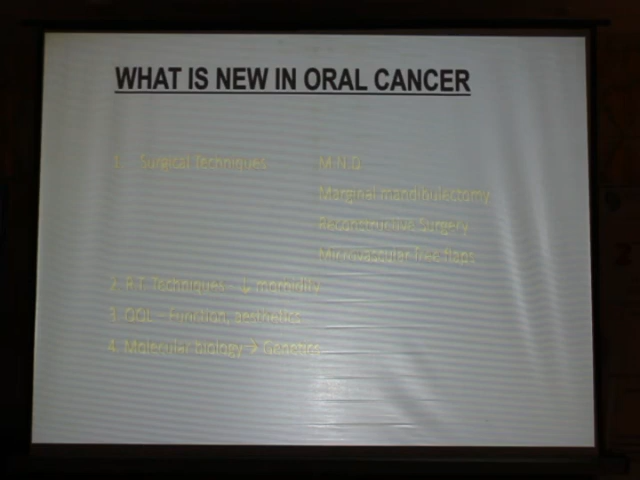 WHAT IS NEW IN ORAL CANCER
1. Surgical Techniques M.N.D
Marginal mandibulectomy
Reconstructive Surgery
Microvascular free flaps
2. R.T. Techniques - ↓ morbidity
3. QOL – Function, aesthetics
4. Molecular biology → Genetics